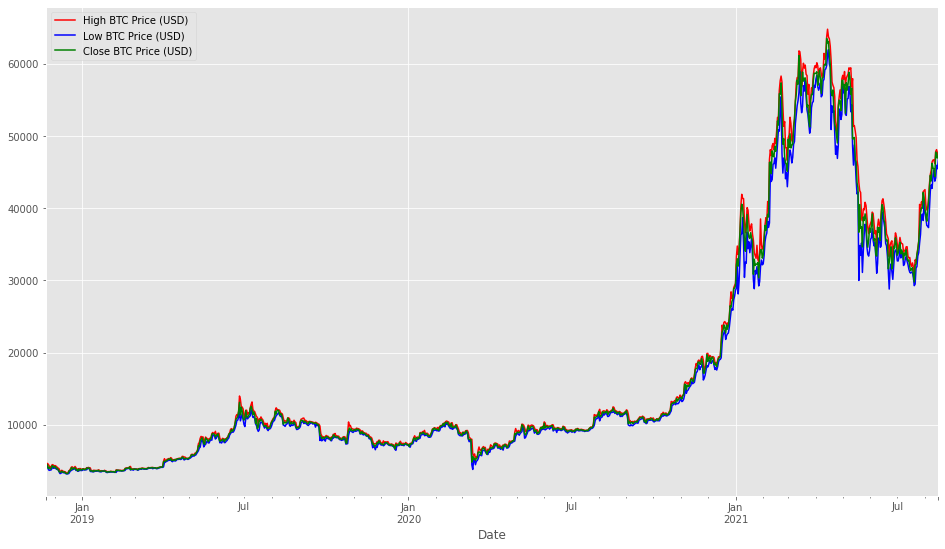 High BTC Price (USD)
Low BTC Price (USD)
Close BTC Price (USD)
60000
50000
40000
30000
20000
10000
Jan
2019
Jul
Jan
2020
Jul
Jan
2021
Jul
Date